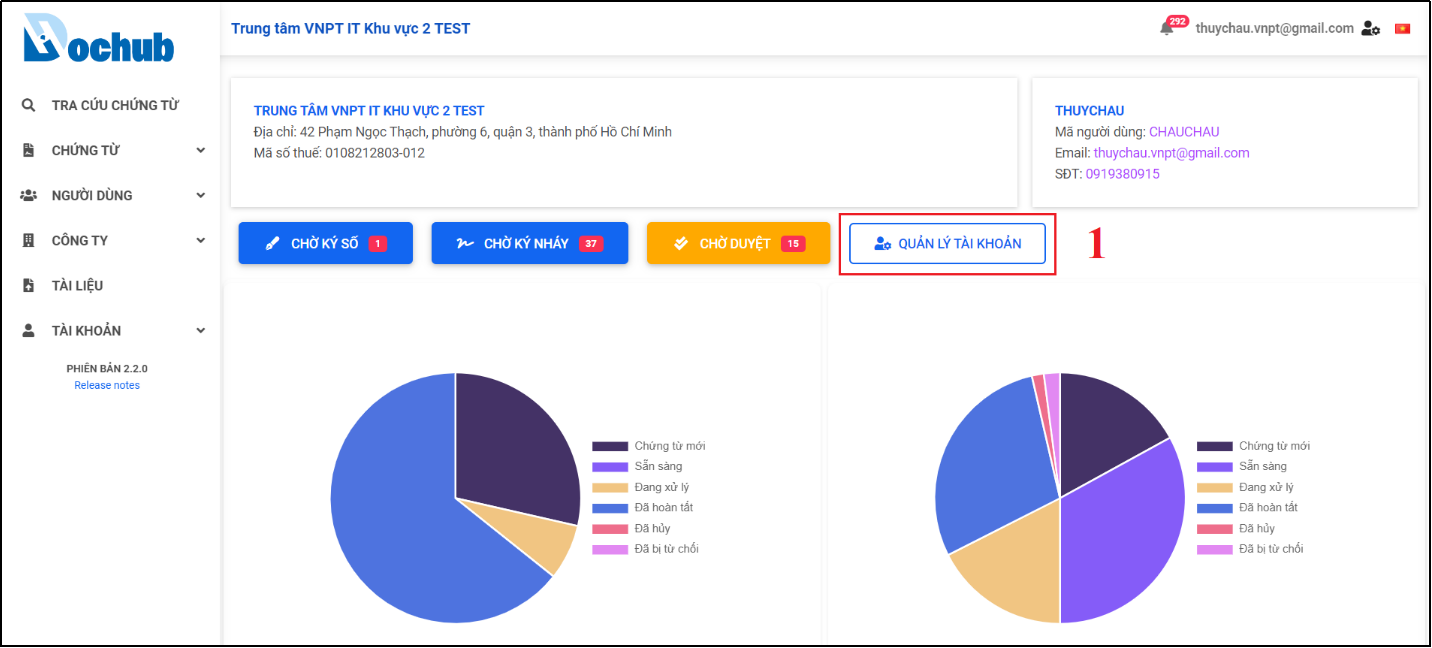 Dochub
Trung tâm VNPT IT Khu vực 2 TEST
292
thuychau.vnpt@gmail.com
TRA CỨU CHỨNG TỪ
CHỨNG TỪ
NGƯỜI DÙNG
CÔNG TY
TÀI LIỆU
TÀI KHOẢN
PHIÊN BẢN 2.2.0
Release notes
TRUNG TÂM VNPT IT KHU VỰC 2 TEST
Địa chỉ: 42 Phạm Ngọc Thạch, phường 6, quận 3, thành phố Hồ Chí Minh
Mã số thuế: 0108212803-012
THUYCHAU
Mã người dùng: CHAUCHAU
Email: thuychau.vnpt@gmail.com
SĐT: 0919380915
CHỜ KÝ SỐ 1
CHỜ KÝ NHÁY 37
CHỜ DUYỆT 15
QUẢN LÝ TÀI KHOẢN
1
Chứng từ mới
Sẵn sàng
Đang xử lý
Đã hoàn tất
Đã hủy
Đã bị từ chối
Chứng từ mới
Sẵn sàng
Đang xử lý
Đã hoàn tất
Đã hủy
Đã bị từ chối